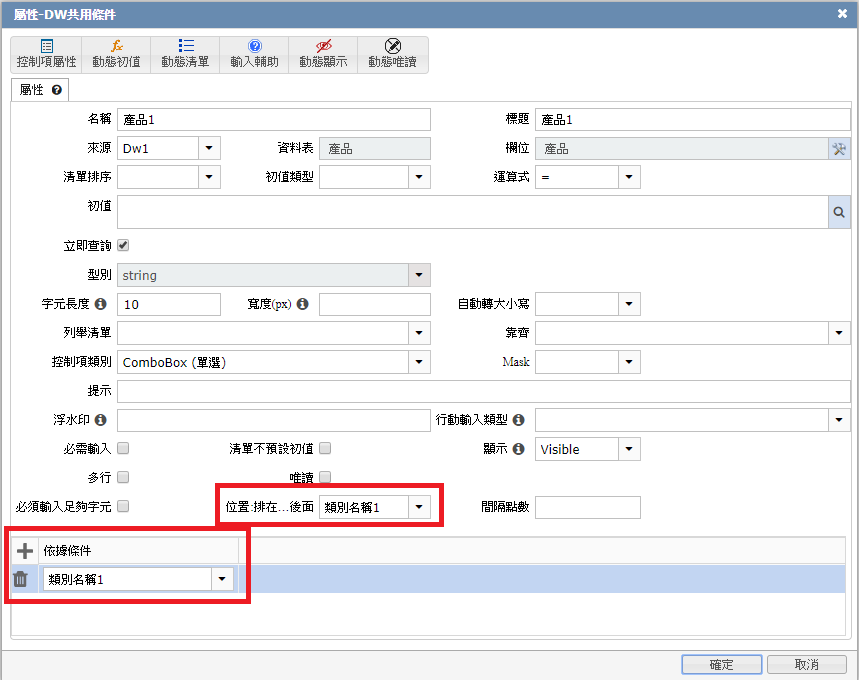 屬性-DW共用條件
控制項屬性 動態初值 動態清單 輸入輔助 動態顯示 動態唯讀
屬性
名稱 產品1 標題 產品1
來源 Dw1 資料表 產品 欄位 產品
清單排序 初值類型 運算式 =
初值
立即查詢
型別 string
字元長度 10 寬度(px) 自動轉大小寫
列舉清單 靠齊
控制項類別 ComboBox (單選) Mask
提示
浮水印 行動輸入類型
必需輸入 清單不預設初值 顯示 Visible
多行 唯讀
必須輸入足夠字元 位置:排在...後面 類別名稱1 間隔點數
依據條件
類別名稱1
確定 取消